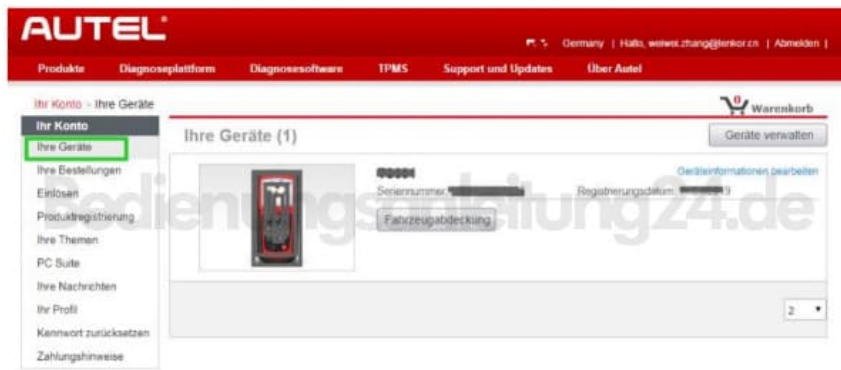 AUTEL
Germany | Hallo, weiwei.zhang@lenkor.cn | Abmelden |
Produkte Diagnoseplattform Diagnosesoftware TPMS Support und Updates Über Autel
Ihr Konto > Ihre Geräte
0 Warenkorb
Ihr Konto
Ihre Geräte
Ihre Bestellungen
Einlösen
Produktregistrierung
Ihre Themen
PC Suite
Ihre Nachrichten
Ihr Profil
Kennwort zurücksetzen
Zahlungshinweise
Ihre Geräte (1)
Geräte verwalten
Geräteinformationen bearbeiten
Seriennummer:
Registrierungsdatum:
Fahrzeugabdeckung
2
Bedienungsanleitung24.de